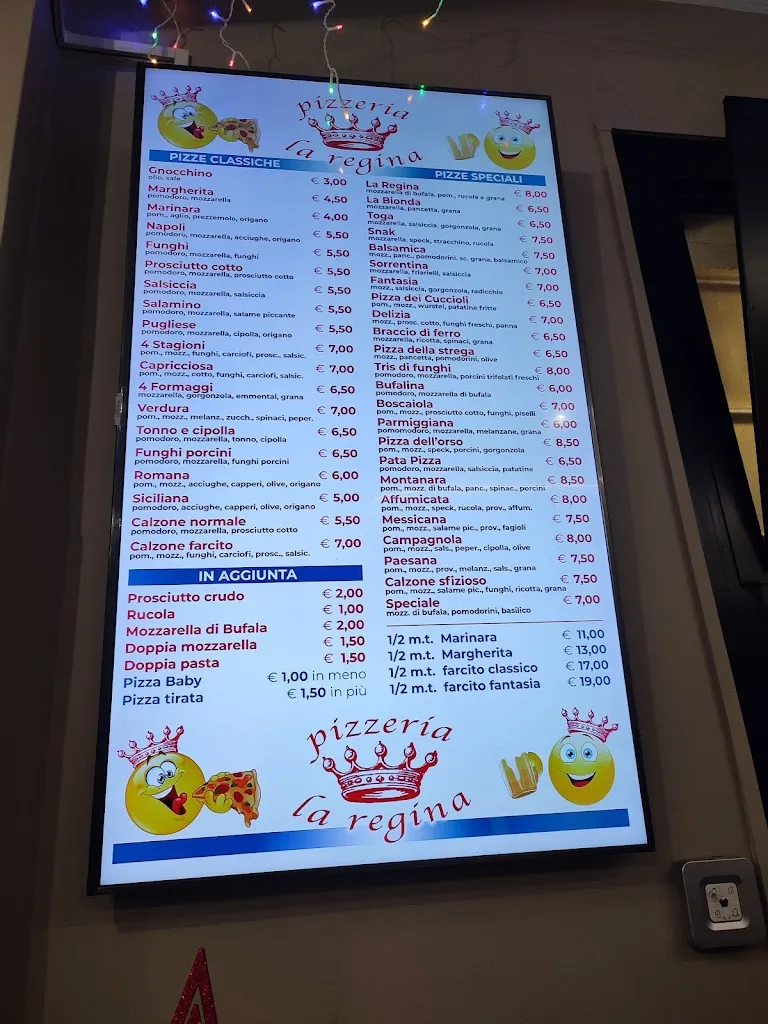 pizzeria
la regina
PIZZE CLASSICHE
Gnocchino € 3,00
olio, sale
Margherita € 4,50
pomodoro, mozzarella
Marinara € 4,00
pom., aglio, prezzemolo, origano
Napoli € 5,50
pomodoro, mozzarella, acciughe, origano
Funghi € 5,50
pomodoro, mozzarella, funghi
Prosciutto cotto € 5,50
pomodoro, mozzarella, prosciutto cotto
Salsiccia € 5,50
pomodoro, mozzarella, salsiccia
Salamino € 5,50
pomodoro, mozzarella, salame piccante
Pugliese € 5,50
pomodoro, mozzarella, cipolla, origano
4 Stagioni € 7,00
pom., mozz., funghi, carciofi, prosc., salsic.
Capricciosa € 7,00
pom., mozz., cotto, funghi, carciofi, salsic.
4 Formaggi € 6,50
mozzarella, gorgonzola, emmental, grana
Verdura € 7,00
pom., mozz., melanz., zucch., spinaci, peper.
Tonno e cipolla € 6,50
pomodoro, mozzarella, tonno, cipolla
Funghi porcini € 6,50
pomodoro, mozzarella, funghi porcini
Romana € 6,00
pom., mozz., acciughe, capperi, olive, origano
Siciliana € 5,00
pomodoro, acciughe, capperi, olive, origano
Calzone normale € 5,50
pomodoro, mozzarella, prosciutto cotto
Calzone farcito € 7,00
pom., mozz., funghi, carciofi, prosc., salsic.
IN AGGIUNTA
Prosciutto crudo € 2,00
Rucola € 1,00
Mozzarella di Bufala € 2,00
Doppia mozzarella € 1,50
Doppia pasta € 1,50
Pizza Baby € 1,00 in meno
Pizza tirata € 1,50 in più
PIZZE SPECIALI
La Regina € 8,00
mozzarella di bufala, pom., rucola e grana
La Bionda € 6,50
mozzarella, pancetta, grana
Toga € 6,50
mozzarella, salsiccia, gorgonzola, grana
Snak € 7,50
mozzarella, speck, stracchino, rucola
Balsamica € 7,50
mozz., panc., pomodorini, sc. grana, balsamico
Sorrentina € 7,00
mozzarella, friarielli, salsiccia
Fantasia € 7,00
mozz., salsiccia, gorgonzola, radicchio
Pizza dei Cuccioli € 6,50
pom., mozz., wurstel, patatine fritte
Delizia € 7,00
mozz., prosc. cotto, funghi freschi, panna
Braccio di ferro € 6,50
mozzarella, ricotta, spinaci, grana
Pizza della strega € 6,50
mozz., pancetta, pomodorini, olive
Tris di funghi € 8,00
pomodoro, mozzarella, porcini trifolati freschi
Bufalina € 6,00
pomodoro, mozzarella di bufala
Boscaiola € 7,00
pom., mozz., prosciutto cotto, funghi, piselli
Parmiggiana € 6,00
pomomodoro, mozzarella, melanzane, grana
Pizza dell'orso € 8,50
pom., mozz., speck, porcini, gorgonzola
Pata Pizza € 6,50
pomodoro, mozzarella, salsiccia, patatine
Montanara € 8,50
pom., mozz. di bufala, panc., spinac., porcini
Affumicata € 8,00
pom., mozz., speck, rucola, prov., affum.
Messicana € 7,50
pom., mozz., salame pic., prov., fagioli
Campagnola € 8,00
pom., mozz., sals., peper., cipolla, olive
Paesana € 7,50
pom., mozz., prov., melanz., sals., grana
Calzone sfizioso € 7,50
pom., mozz., salame pic., funghi, ricotta, grana
Speciale € 7,00
mozz. di bufala, pomodorini, basilico
1/2 m.t. Marinara € 11,00
1/2 m.t. Margherita € 13,00
1/2 m.t. farcito classico € 17,00
1/2 m.t. farcito fantasia € 19,00
pizzeria
la regina